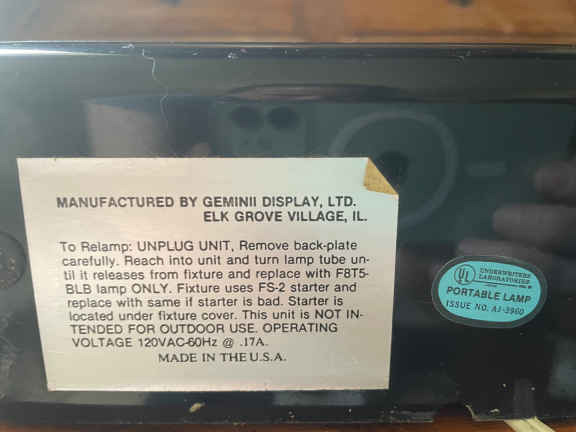 MANUFACTURED BY GEMINII DISPLAY, LTD.
ELK GROVE VILLAGE, IL.
To Relamp: UNPLUG UNIT, Remove back-plate
carefully. Reach into unit and turn lamp tube un-
til it releases from fixture and replace with F8T5-
BLB lamp ONLY. Fixture uses FS-2 starter and
replace with same if starter is bad. Starter is
located under fixture cover. This unit is NOT IN-
TENDED FOR OUTDOOR USE. OPERATING
VOLTAGE 120VAC-60Hz @ .17A.
MADE IN THE U.S.A.
UL
UNDERWRITERS
LABORATORIES
PORTABLE LAMP
ISSUE NO. AJ-3960